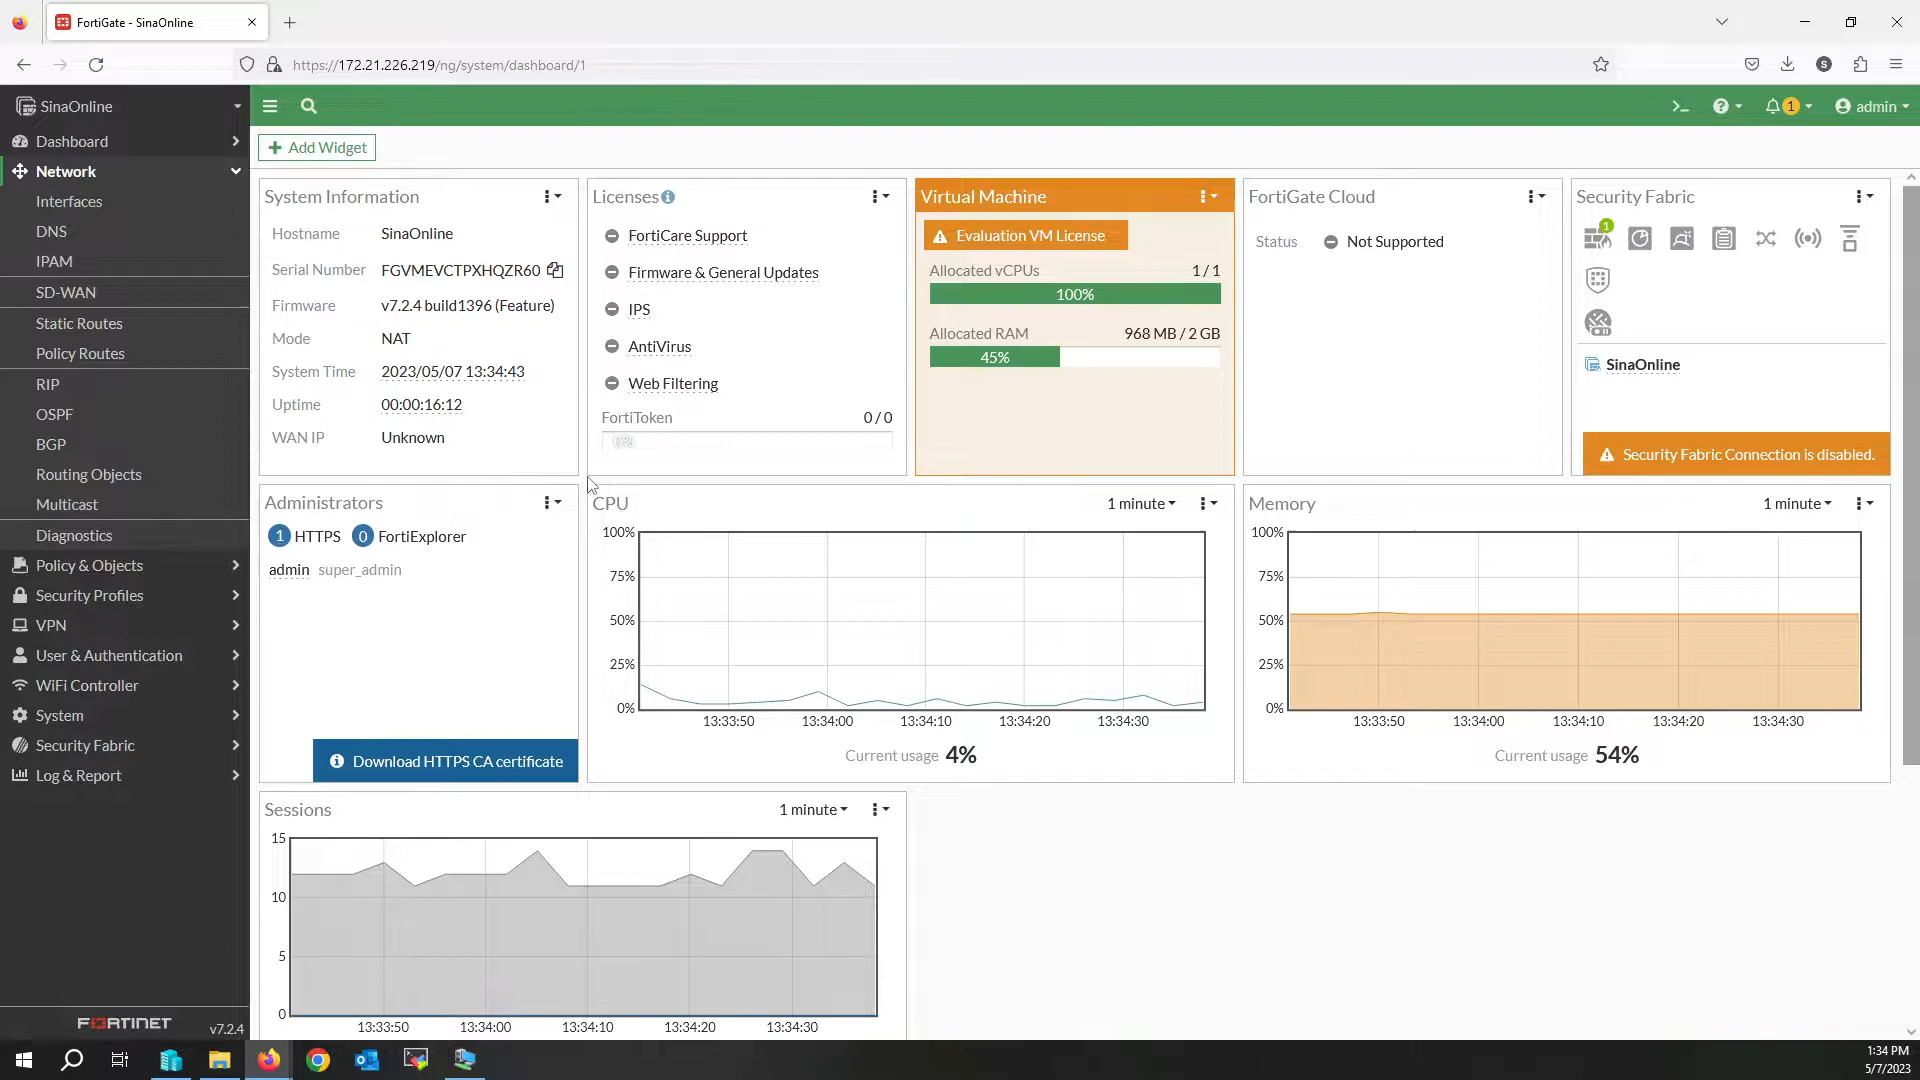 FortiGate - SinaOnline
https://172.21.226.219/ng/system/dashboard/1
S
SinaOnline
1
admin
Dashboard
Network
Interfaces
DNS
IPAM
SD-WAN
Static Routes
Policy Routes
RIP
OSPF
BGP
Routing Objects
Multicast
Diagnostics
Policy & Objects
Security Profiles
VPN
User & Authentication
WiFi Controller
System
Security Fabric
Log & Report
FORTINET
v7.2.4
Add Widget
System Information
Hostname SinaOnline
Serial Number FGVMEVCTPXHQZR60
Firmware v7.2.4 build1396 (Feature)
Mode NAT
System Time 2023/05/07 13:34:43
Uptime 00:00:16:12
WAN IP Unknown
Licenses
FortiCare Support
Firmware & General Updates
IPS
AntiVirus
Web Filtering
FortiToken 0 / 0
0%
Virtual Machine
Evaluation VM License
Allocated vCPUs 1 / 1
100%
Allocated RAM 968 MB / 2 GB
45%
FortiGate Cloud
Status Not Supported
Security Fabric
1
SinaOnline
Security Fabric Connection is disabled.
Administrators
1 HTTPS 0 FortiExplorer
admin super_admin
Download HTTPS CA certificate
CPU 1 minute
100%
75%
50%
25%
0%
13:33:50 13:34:00 13:34:10 13:34:20 13:34:30
Current usage 4%
Memory 1 minute
100%
75%
50%
25%
0%
13:33:50 13:34:00 13:34:10 13:34:20 13:34:30
Current usage 54%
Sessions 1 minute
15
10
5
0
13:33:50 13:34:00 13:34:10 13:34:20 13:34:30
1:34 PM
5/7/2023